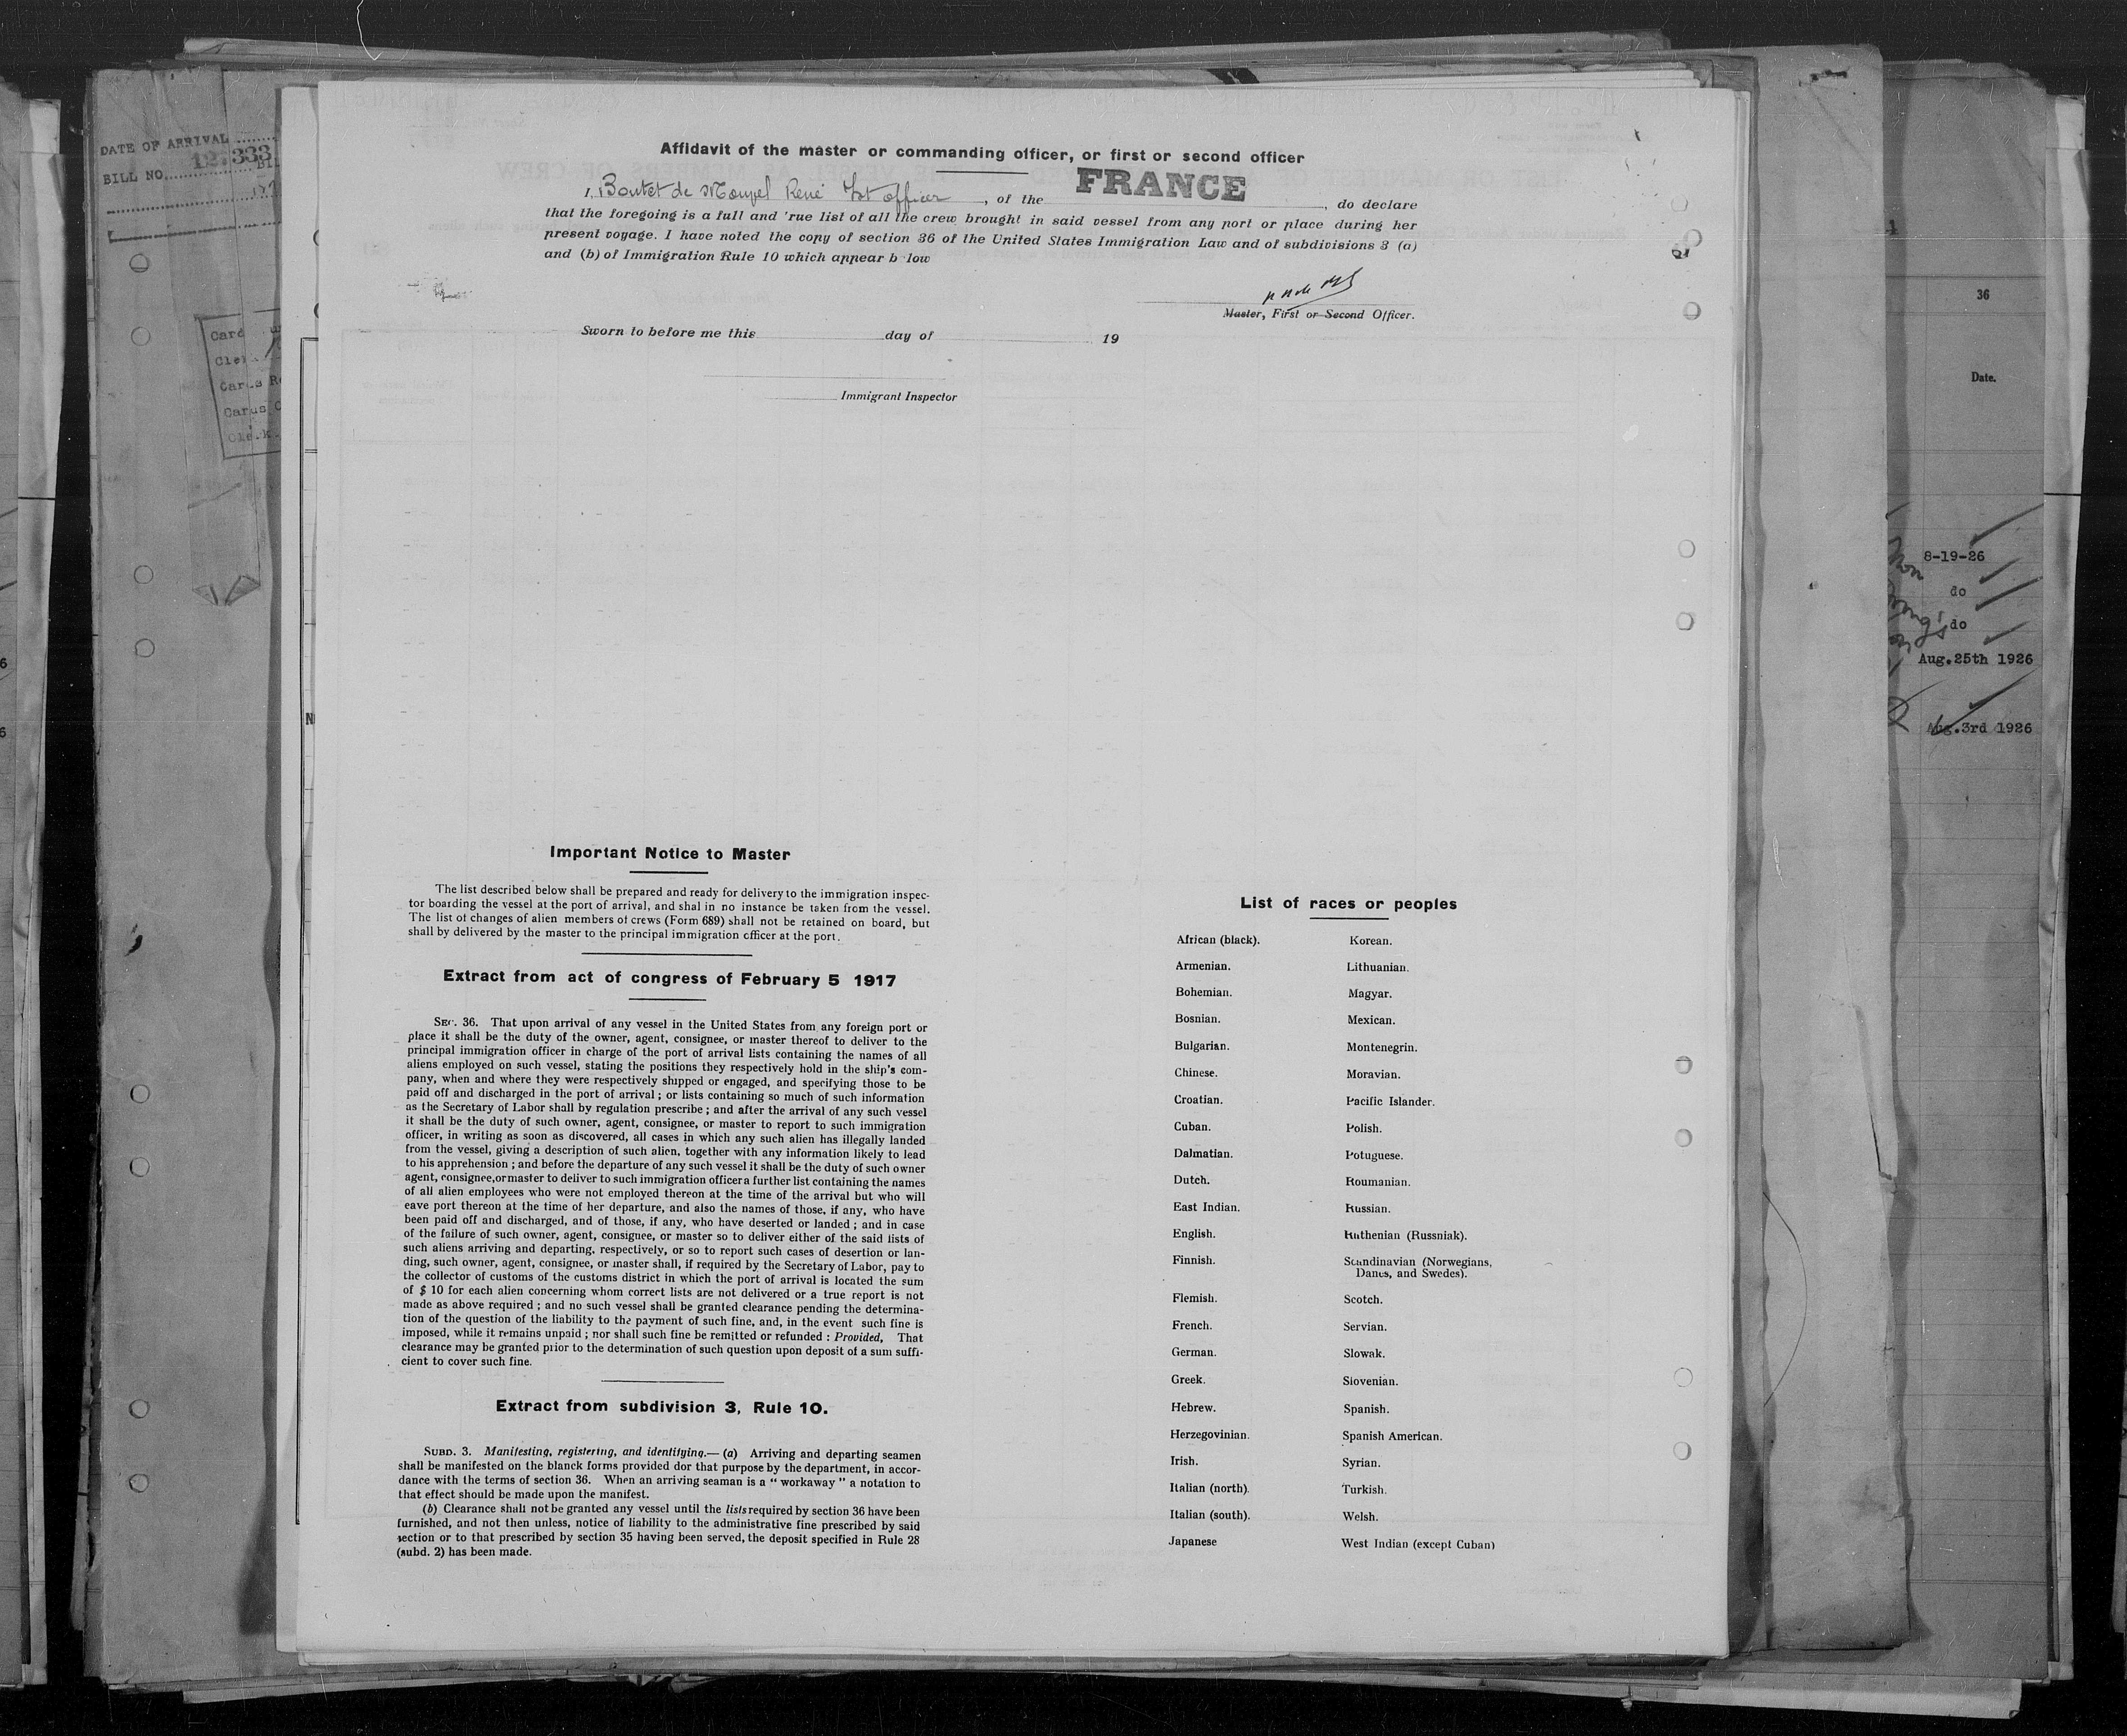 Affidavit of the master or commanding officer, or first or second officer
FRANCE
I, Boutet de Monvel René 1st officer, of the , do declare
that the foregoing is a full and 'rue list of all the crew brought in said vessel from any port or place during her
present voyage. I have noted the copy of section 36 of the United States Immigration Law and of subdivisions 3 (a)
and (b) of Immigration Rule 10 which appear b low
Master, First or Second Officer.
Sworn to before me this day of 19
Immigrant Inspector
Important Notice to Master
The list described below shall be prepared and ready for delivery to the immigration inspec-
tor boarding the vessel at the port of arrival, and shal in no instance be taken from the vessel.
The list of changes of alien members of crews (Form 689) shall not be retained on board, but
shall by delivered by the master to the principal immigration officer at the port.
Extract from act of congress of February 5 1917
SEC. 36. That upon arrival of any vessel in the United States from any foreign port or
place it shall be the duty of the owner, agent, consignee, or master thereof to deliver to the
principal immigration officer in charge of the port of arrival lists containing the names of all
aliens employed on such vessel, stating the positions they respectively hold in the ship's com-
pany, when and where they were respectively shipped or engaged, and specifying those to be
paid off and discharged in the port of arrival ; or lists containing so much of such information
as the Secretary of Labor shall by regulation prescribe ; and after the arrival of any such vessel
it shall be the duty of such owner, agent, consignee, or master to report to such immigration
officer, in writing as soon as discovered, all cases in which any such alien has illegally landed
from the vessel, giving a description of such alien, together with any information likely to lead
to his apprehension ; and before the departure of any such vessel it shall be the duty of such owner
agent, consignee, or master to deliver to such immigration officer a further list containing the names
of all alien employees who were not employed thereon at the time of the arrival but who will
eave port thereon at the time of her departure, and also the names of those, if any, who have
been paid off and discharged, and of those, if any, who have deserted or landed ; and in case
of the failure of such owner, agent, consignee, or master so to deliver either of the said lists of
such aliens arriving and departing, respectively, or so to report such cases of desertion or lan-
ding, such owner, agent, consignee, or master shall, if required by the Secretary of Labor, pay to
the collector of customs of the customs district in which the port of arrival is located the sum
of $ 10 for each alien concerning whom correct lists are not delivered or a true report is not
made as above required ; and no such vessel shall be granted clearance pending the determina-
tion of the question of the liability to the payment of such fine, and, in the event such fine is
imposed, while it remains unpaid ; nor shall such fine be remitted or refunded : Provided, That
clearance may be granted prior to the determination of such question upon deposit of a sum suffi-
cient to cover such fine.
Extract from subdivision 3, Rule 10.
SUBD. 3. Manifesting, registering, and identifying.— (a) Arriving and departing seamen
shall be manifested on the blanck forms provided dor that purpose by the department, in accor-
dance with the terms of section 36. When an arriving seaman is a “ workaway ” a notation to
that effect should be made upon the manifest.
(b) Clearance shall not be granted any vessel until the lists required by section 36 have been
furnished, and not then unless, notice of liability to the administrative fine prescribed by said
section or to that prescribed by section 35 having been served, the deposit specified in Rule 28
(subd. 2) has been made.
List of races or peoples
African (black). Korean.
Armenian. Lithuanian.
Bohemian. Magyar.
Bosnian. Mexican.
Bulgarian. Montenegrin.
Chinese. Moravian.
Croatian. Pacific Islander.
Cuban. Polish.
Dalmatian. Potuguese.
Dutch. Roumanian.
East Indian. Russian.
English. Ruthenian (Russniak).
Finnish. Scandinavian (Norwegians,
Danes, and Swedes).
Flemish. Scotch.
French. Servian.
German. Slowak.
Greek. Slovenian.
Hebrew. Spanish.
Herzegovinian. Spanish American.
Irish. Syrian.
Italian (north). Turkish.
Italian (south). Welsh.
Japanese West Indian (except Cuban)
DATE OF ARRIVAL
12.333
BILL NO.
36
Date.
8-19-26
do
do
Aug.25th 1926
Aug.3rd 1926